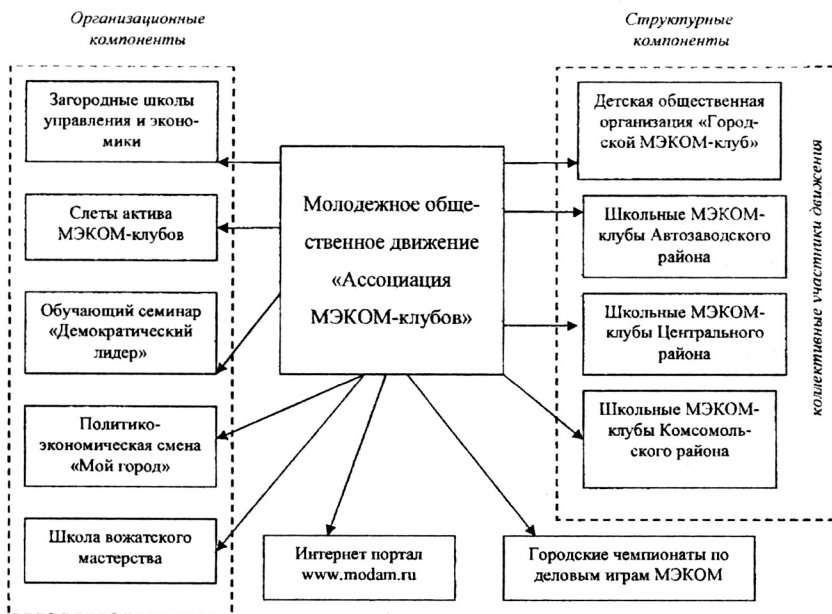 Организационные
компоненты
Загородные школы
управления и эконо-
мики
Слеты актива
МЭКОМ-клубов
Обучающий семинар
«Демократический
лидер»
Политико-
экономическая смена
«Мой город»
Школа вожатского
мастерства
Молодежное обще-
ственное движение
«Ассоциация
МЭКОМ-клубов»
Интернет портал
www.modam.ru
Городские чемпионаты по
деловым играм МЭКОМ
Структурные
компоненты
Детская общественная
организация «Город-
ской МЭКОМ-клуб»
Школьные МЭКОМ-
клубы Автозаводского
района
Школьные МЭКОМ-
клубы Центрального
района
Школьные МЭКОМ-
клубы Комсомоль-
ского района
коллективные участники движения